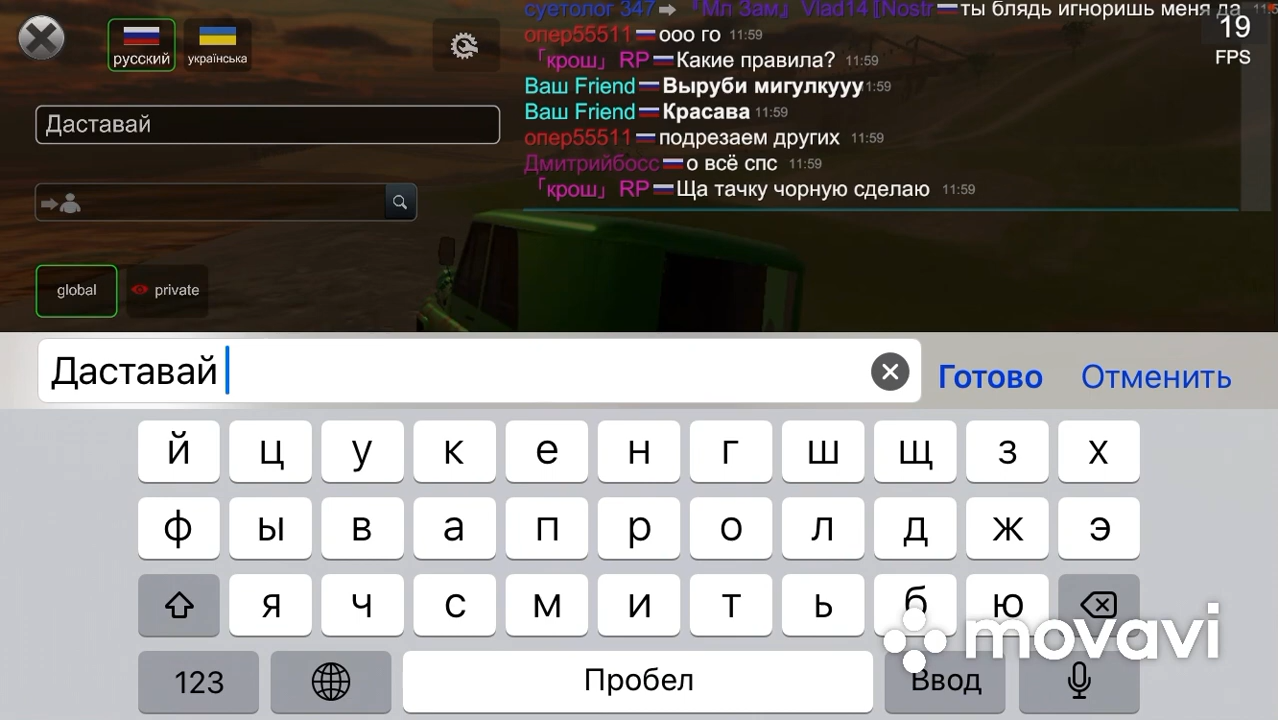 суетолог 347 『Мл Зам』 Vlad14 [Nostr ты блядь игноришь меня да
опер55511 ооо го 11:59
「крош」 RP Какие правила? 11:59
Ваш Friend Выруби мигулкууу 11:59
Ваш Friend Красава 11:59
опер55511 подрезаем других 11:59
Дмитрийбосс о всё спс 11:59
「крош」 RP Ща тачку чорную сделаю 11:59
19
FPS
русский
українська
Даставай
global
private
Даставай
Готово
Отменить
й ц у к е н г ш щ з х
ф ы в а п р о л д ж э
я ч с м и т ь б ю
123 Пробел Ввод
movavi